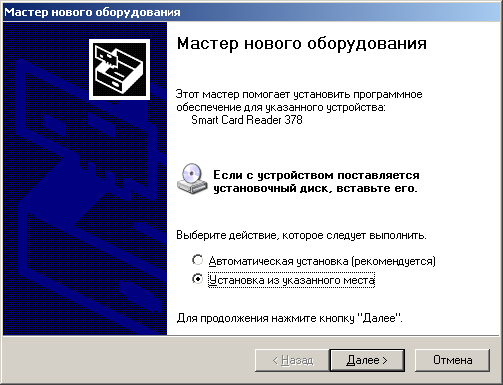 Мастер нового оборудования
Мастер нового оборудования
Этот мастер помогает установить программное
обеспечение для указанного устройства:
Smart Card Reader 378
Если с устройством поставляется
установочный диск, вставьте его.
Выберите действие, которое следует выполнить.
Автоматическая установка (рекомендуется)
Установка из указанного места
Для продолжения нажмите кнопку "Далее".
< Назад
Далее >
Отмена